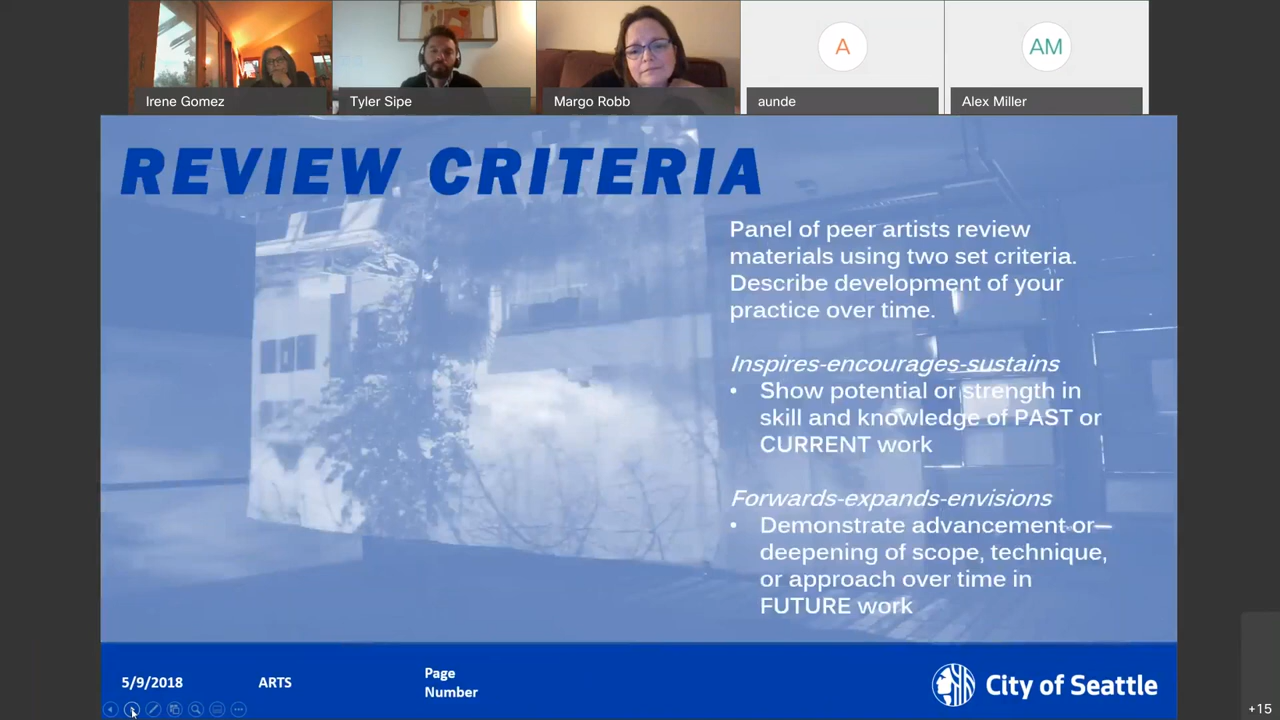 Irene Gomez
Tyler Sipe
Margo Robb
A
aunde
AM
Alex Miller
REVIEW CRITERIA
Panel of peer artists review
materials using two set criteria.
Describe development of your
practice over time.
Inspires-encourages-sustains
• Show potential or strength in
skill and knowledge of PAST or
CURRENT work
Forwards-expands-envisions
• Demonstrate advancement or
deepening of scope, technique,
or approach over time in
FUTURE work
5/9/2018
ARTS
Page
Number
City of Seattle
+15